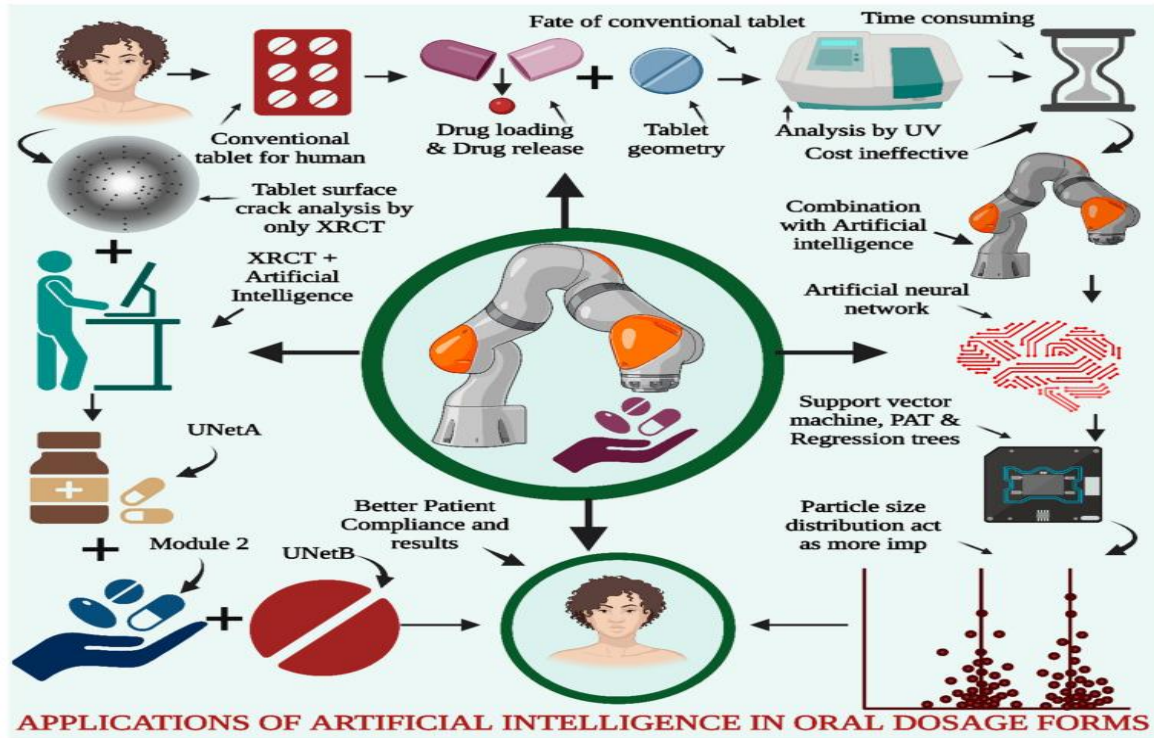 Fate of conventional tablet
Time consuming
Conventional
tablet for human
Drug loading
& Drug release
Tablet
geometry
Analysis by UV
Cost ineffective
Tablet surface
crack analysis by
only XRCT
Combination
with Artificial
intelligence
XRCT +
Artificial
Intelligence
Artificial neural
network
Support vector
machine, PAT &
Regression trees
UNetA
Better Patient
Compliance and
results
Particle size
distribution act
as more imp
Module 2
UNetB
APPLICATIONS OF ARTIFICIAL INTELLIGENCE IN ORAL DOSAGE FORMS